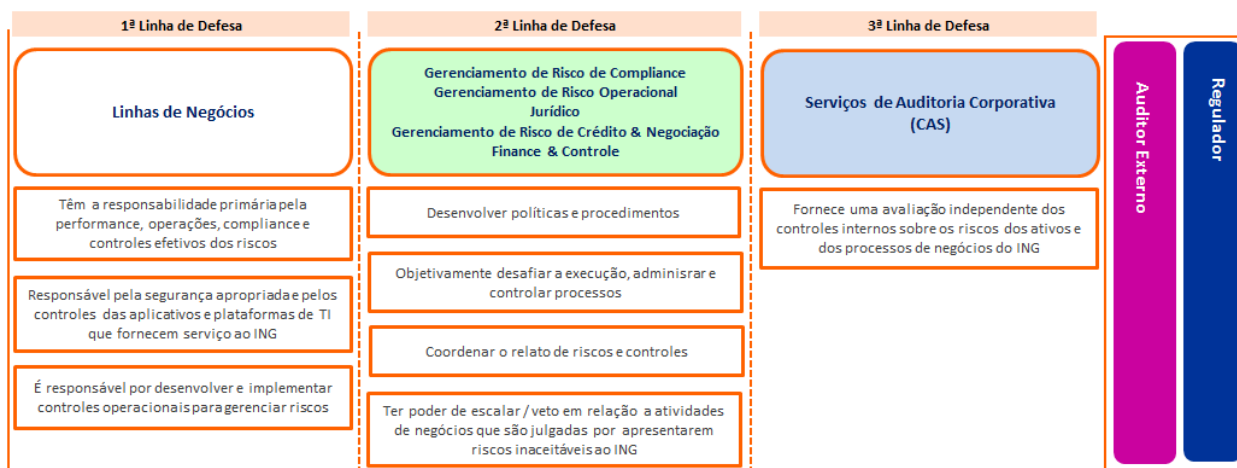 1ª Linha de Defesa
Linhas de Negócios
Têm a responsabilidade primária pela
performance, operações, compliance e
controles efetivos dos riscos
Responsável pela segurança apropriada e pelos
controles das aplicativos e plataformas de TI
que fornecem serviço ao ING
É responsável por desenvolver e implementar
controles operacionais para gerenciar riscos
2ª Linha de Defesa
Gerenciamento de Risco de Compliance
Gerenciamento de Risco Operacional
Jurídico
Gerenciamento de Risco de Crédito & Negociação
Finance & Controle
Desenvolver políticas e procedimentos
Objetivamente desafiar a execução, adminisrar e
controlar processos
Coordenar o relato de riscos e controles
Ter poder de escalar / veto em relação a atividades
de negócios que são julgadas por apresentarem
riscos inaceitáveis ao ING
3ª Linha de Defesa
Serviços de Auditoria Corporativa
(CAS)
Fornece uma avaliação independente dos
controles internos sobre os riscos dos ativos e
dos processos de negócios do ING
Auditor Externo
Regulador